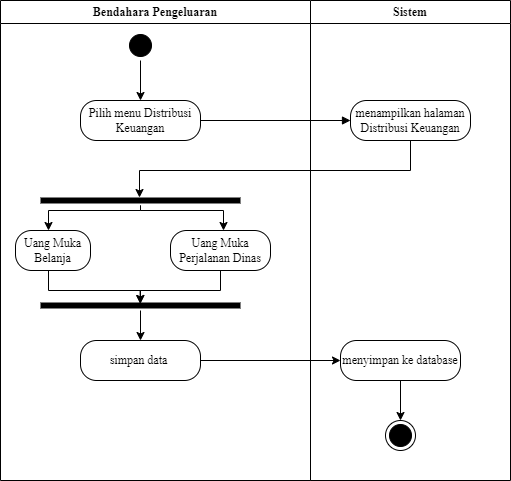 Bendahara Pengeluaran
Sistem
Pilih menu Distribusi
Keuangan
menampilkan halaman
Distribusi Keuangan
Uang Muka
Belanja
Uang Muka
Perjalanan Dinas
simpan data
menyimpan ke database